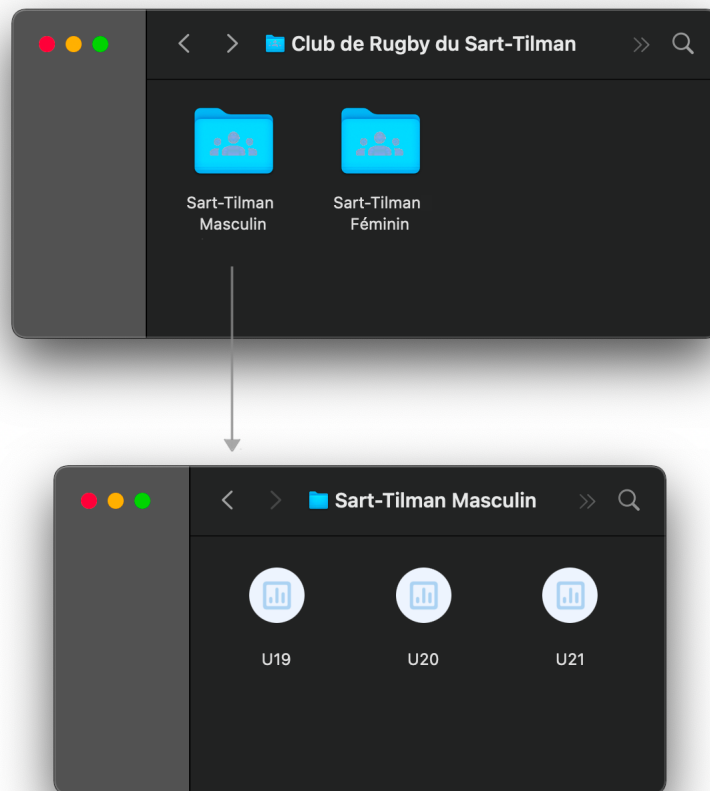 Club de Rugby du Sart-Tilman
Sart-Tilman
Masculin
Sart-Tilman
Féminin
Sart-Tilman Masculin
U19
U20
U21